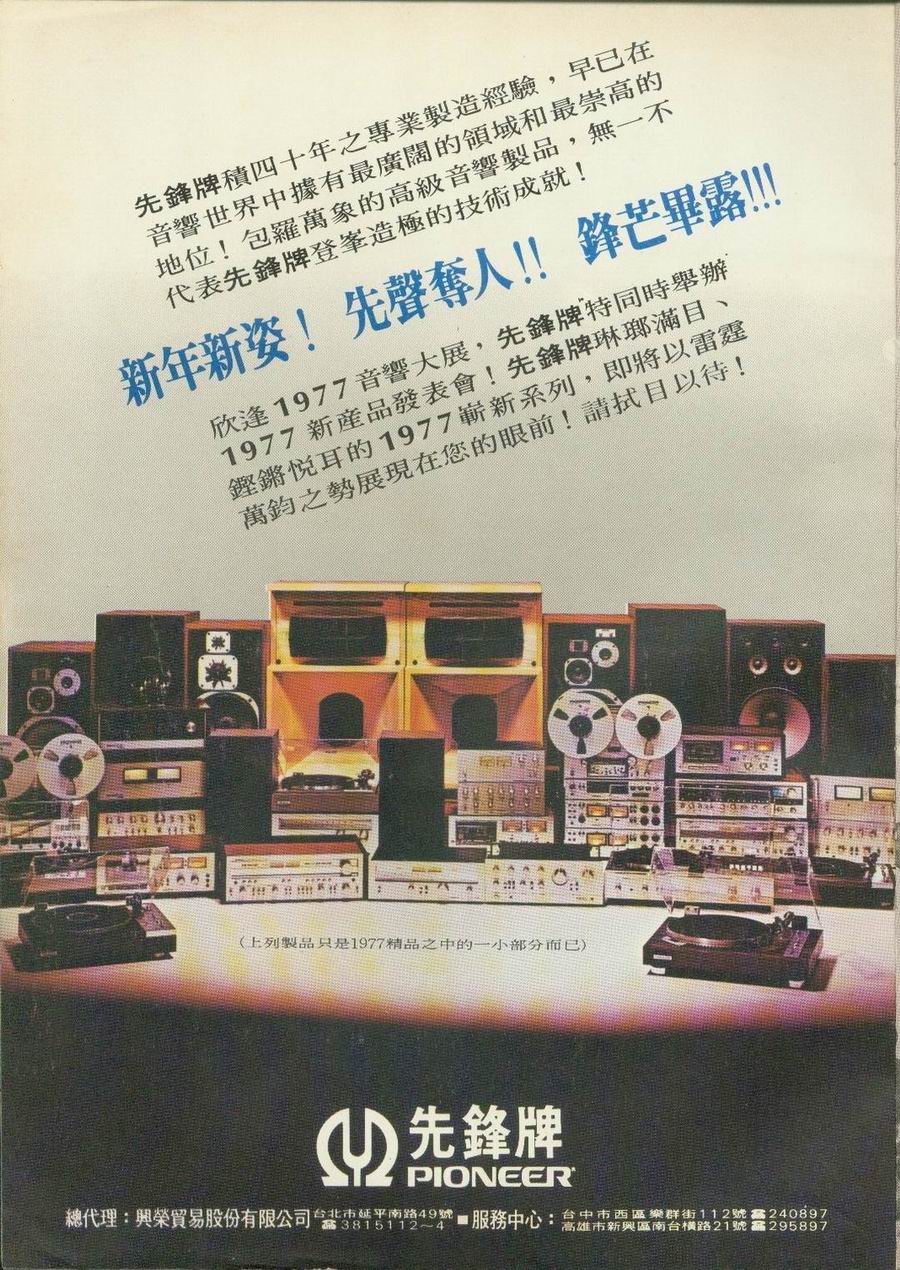 先鋒牌積四十年之專業製造經驗，早已在
音響世界中據有最廣闊的領域和最崇高的
地位！包羅萬象的高級音響製品，無一不
代表先鋒牌登峯造極的技術成就！
新年新姿！ 先聲奪人!! 鋒芒畢露!!!
欣逢1977音響大展，先鋒牌特同時舉辦
1977新產品發表會！先鋒牌琳瑯滿目、
鏗鏘悅耳的1977嶄新系列，即將以雷霆
萬鈞之勢展現在您的眼前！請拭目以待！
(上列製品只是1977精品之中的一小部分而已)
先鋒牌
PIONEER
總代理：興榮貿易股份有限公司 台北市延平南路49號 ☎3815112~4 ■服務中心：台中市西區樂群街112號☎240897
高雄市新興區南台橫路21號☎295897